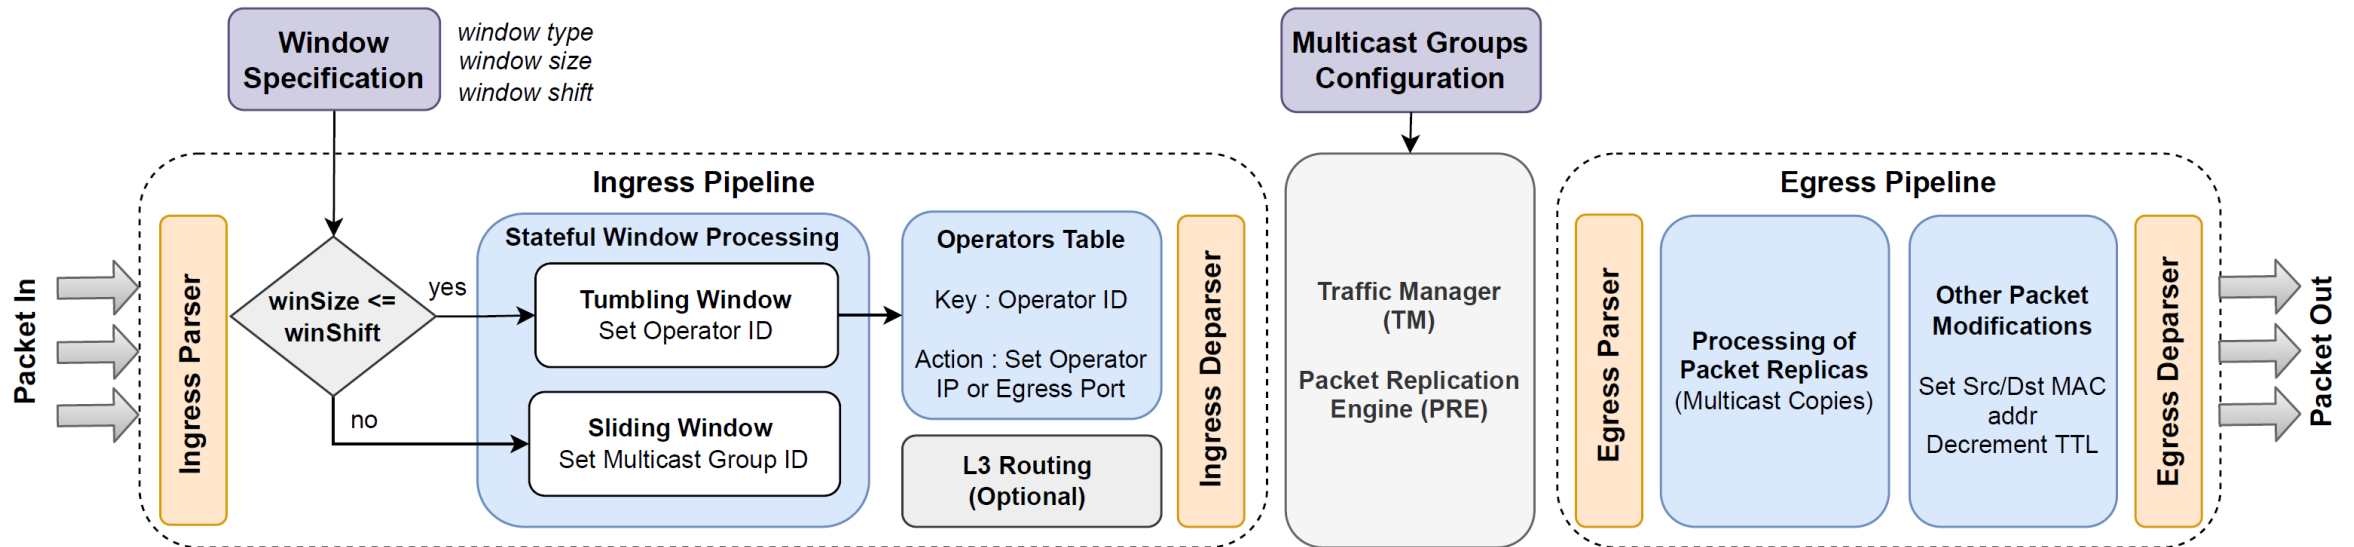 Window
Specification
window type
window size
window shift
Multicast Groups
Configuration
Packet In
Ingress Pipeline
Ingress Parser
winSize <=
winShift
yes
no
Stateful Window Processing
Tumbling Window
Set Operator ID
Sliding Window
Set Multicast Group ID
Operators Table
Key : Operator ID
Action : Set Operator
IP or Egress Port
L3 Routing
(Optional)
Ingress Deparser
Traffic Manager
(TM)
Packet Replication
Engine (PRE)
Egress Pipeline
Egress Parser
Processing of
Packet Replicas
(Multicast Copies)
Other Packet
Modifications
Set Src/Dst MAC
addr
Decrement TTL
Egress Deparser
Packet Out